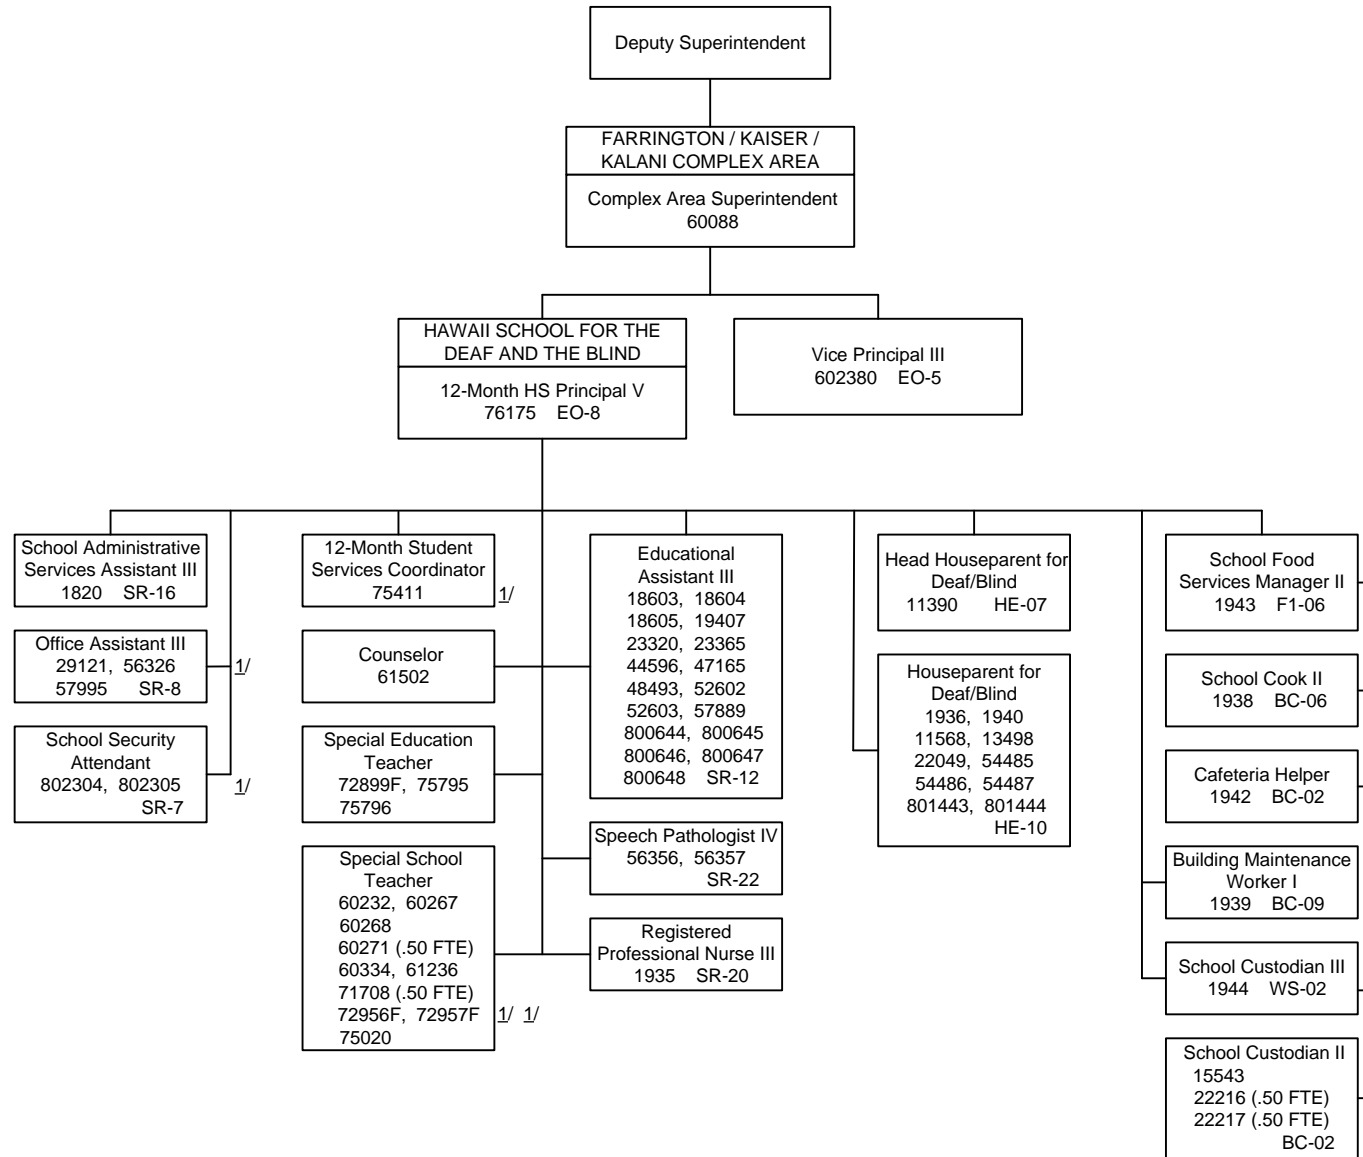 Deputy Superintendent
FARRINGTON / KAISER /
KALANI COMPLEX AREA
Complex Area Superintendent
60088
HAWAII SCHOOL FOR THE
DEAF AND THE BLIND
12-Month HS Principal V
76175 EO-8
Vice Principal III
602380 EO-5
School Administrative
Services Assistant III
1820 SR-16
Office Assistant III
29121, 56326
57995 SR-8
1/
School Security
Attendant
802304, 802305
SR-7
1/
12-Month Student
Services Coordinator
75411
1/
Counselor
61502
Special Education
Teacher
72899F, 75795
75796
Special School
Teacher
60232, 60267
60268
60271 (.50 FTE)
60334, 61236
71708 (.50 FTE)
72956F, 72957F
75020
1/ 1/
Educational
Assistant III
18603, 18604
18605, 19407
23320, 23365
44596, 47165
48493, 52602
52603, 57889
800644, 800645
800646, 800647
800648 SR-12
Speech Pathologist IV
56356, 56357
SR-22
Registered
Professional Nurse III
1935 SR-20
Head Houseparent for
Deaf/Blind
11390 HE-07
Houseparent for
Deaf/Blind
1936, 1940
11568, 13498
22049, 54485
54486, 54487
801443, 801444
HE-10
School Food
Services Manager II
1943 F1-06
School Cook II
1938 BC-06
Cafeteria Helper
1942 BC-02
Building Maintenance
Worker I
1939 BC-09
School Custodian III
1944 WS-02
School Custodian II
15543
22216 (.50 FTE)
22217 (.50 FTE)
BC-02